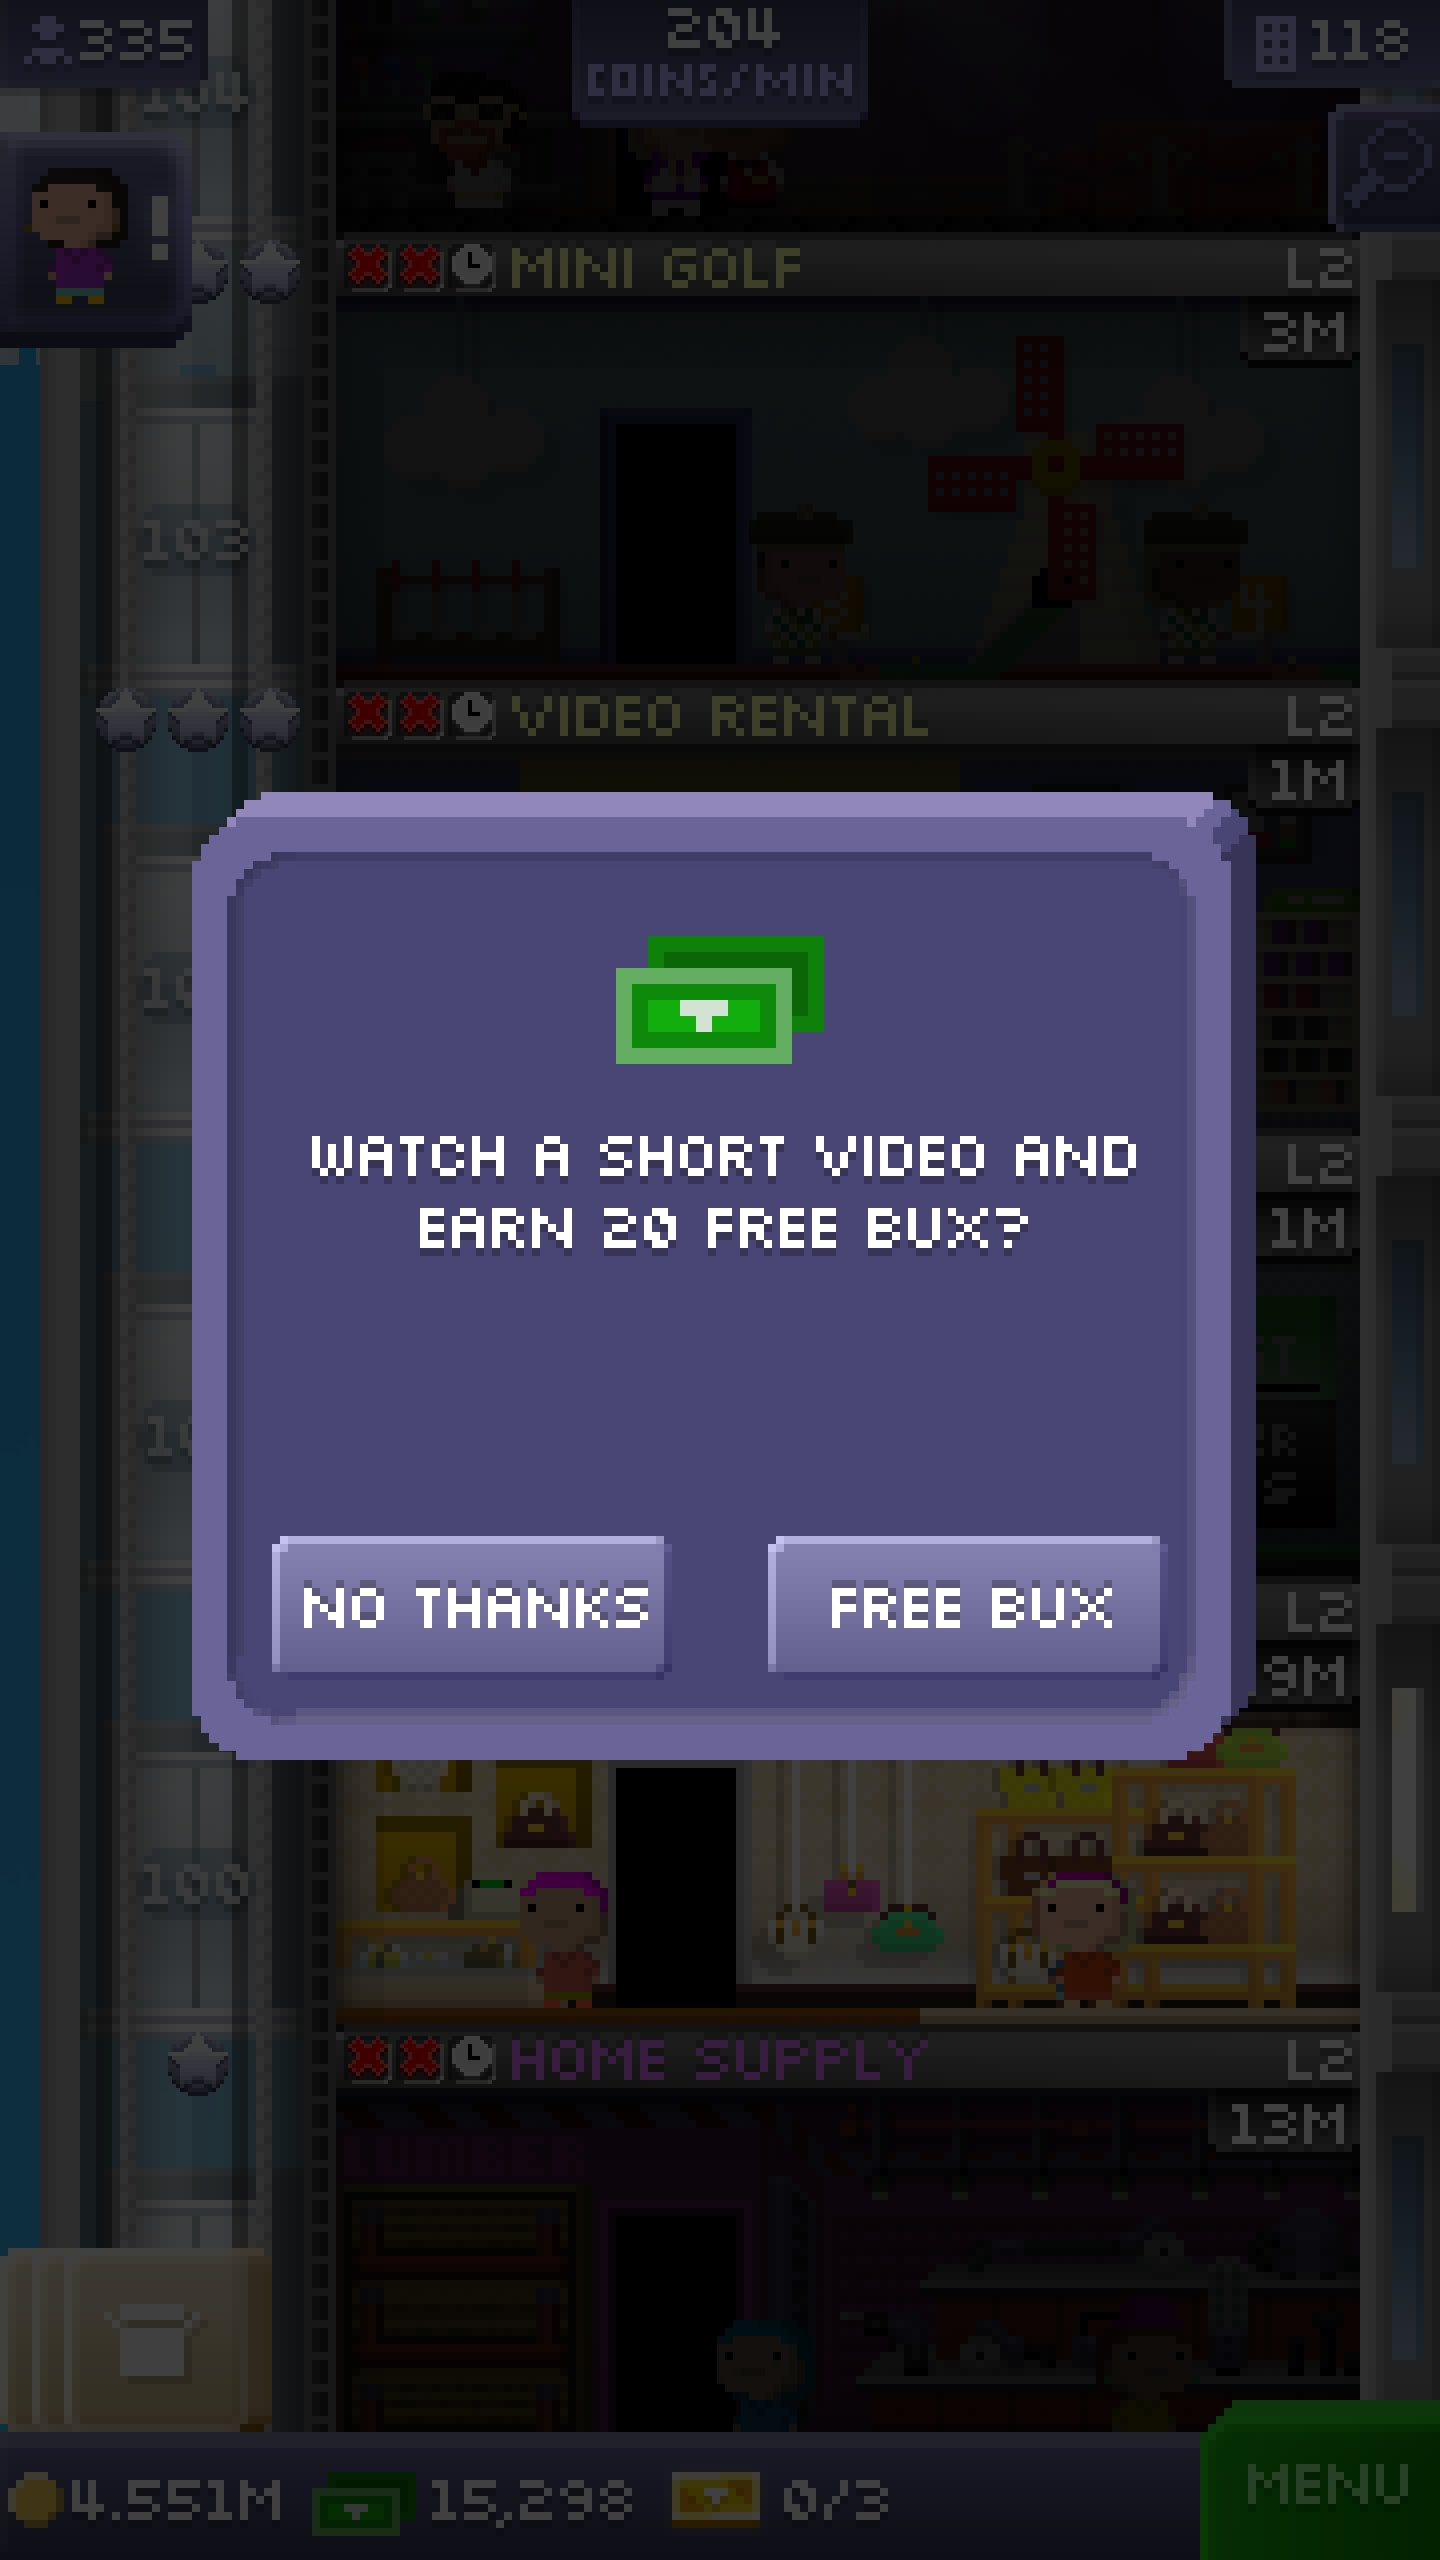 335
204
COINS/MIN
118
104
!
MINI GOLF
L2
3M
103
VIDEO RENTAL
L2
1M
L2
1M
WATCH A SHORT VIDEO AND
EARN 20 FREE BUX?
NO THANKS
FREE BUX
L2
9M
100
HOME SUPPLY
L2
13M
4.551M
15,298
0/3
MENU